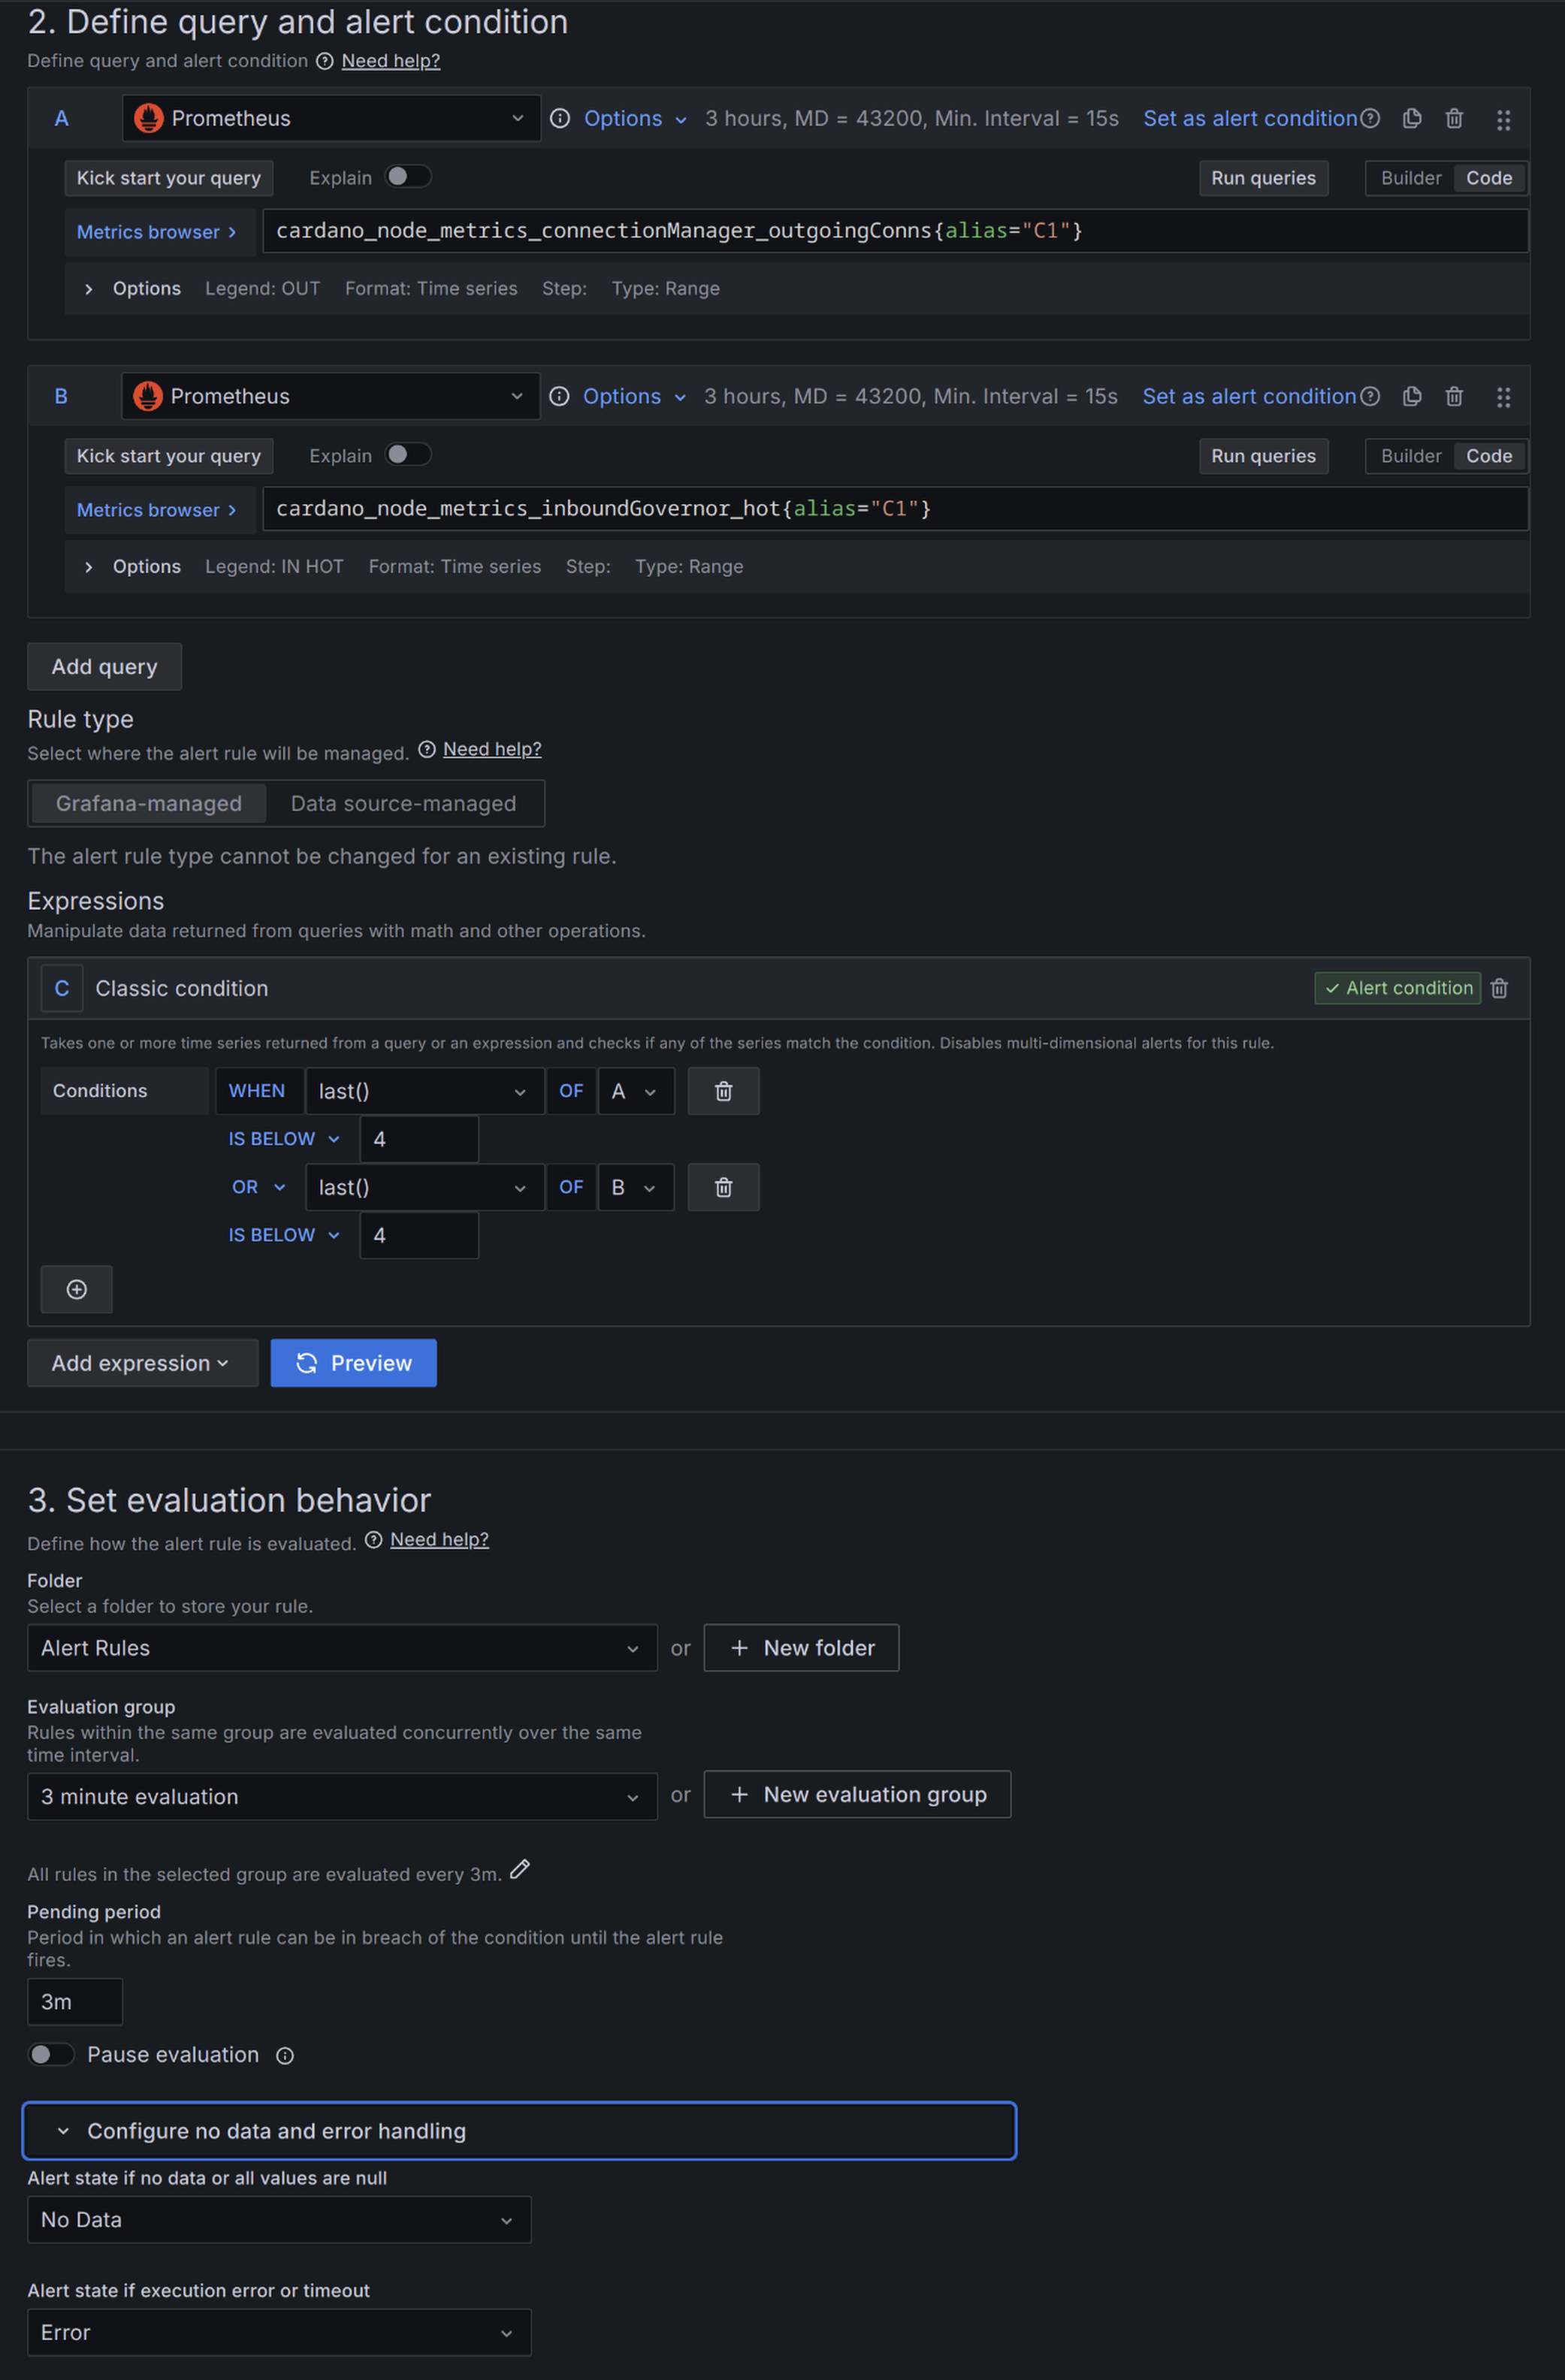 2. Define query and alert condition
Define query and alert condition Need help?
A Prometheus Options 3 hours, MD = 43200, Min. Interval = 15s Set as alert condition
Kick start your query Explain Run queries Builder Code
Metrics browser > cardano_node_metrics_connectionManager_outgoingConns{alias="C1"}
> Options Legend: OUT Format: Time series Step: Type: Range
B Prometheus Options 3 hours, MD = 43200, Min. Interval = 15s Set as alert condition
Kick start your query Explain Run queries Builder Code
Metrics browser > cardano_node_metrics_inboundGovernor_hot{alias="C1"}
> Options Legend: IN HOT Format: Time series Step: Type: Range
Add query
Rule type
Select where the alert rule will be managed. Need help?
Grafana-managed Data source-managed
The alert rule type cannot be changed for an existing rule.
Expressions
Manipulate data returned from queries with math and other operations.
C Classic condition Alert condition
Takes one or more time series returned from a query or an expression and checks if any of the series match the condition. Disables multi-dimensional alerts for this rule.
Conditions WHEN last() OF A
IS BELOW 4
OR last() OF B
IS BELOW 4
Add expression Preview
3. Set evaluation behavior
Define how the alert rule is evaluated. Need help?
Folder
Select a folder to store your rule.
Alert Rules or + New folder
Evaluation group
Rules within the same group are evaluated concurrently over the same
time interval.
3 minute evaluation or + New evaluation group
All rules in the selected group are evaluated every 3m.
Pending period
Period in which an alert rule can be in breach of the condition until the alert rule
fires.
3m
Pause evaluation
Configure no data and error handling
Alert state if no data or all values are null
No Data
Alert state if execution error or timeout
Error